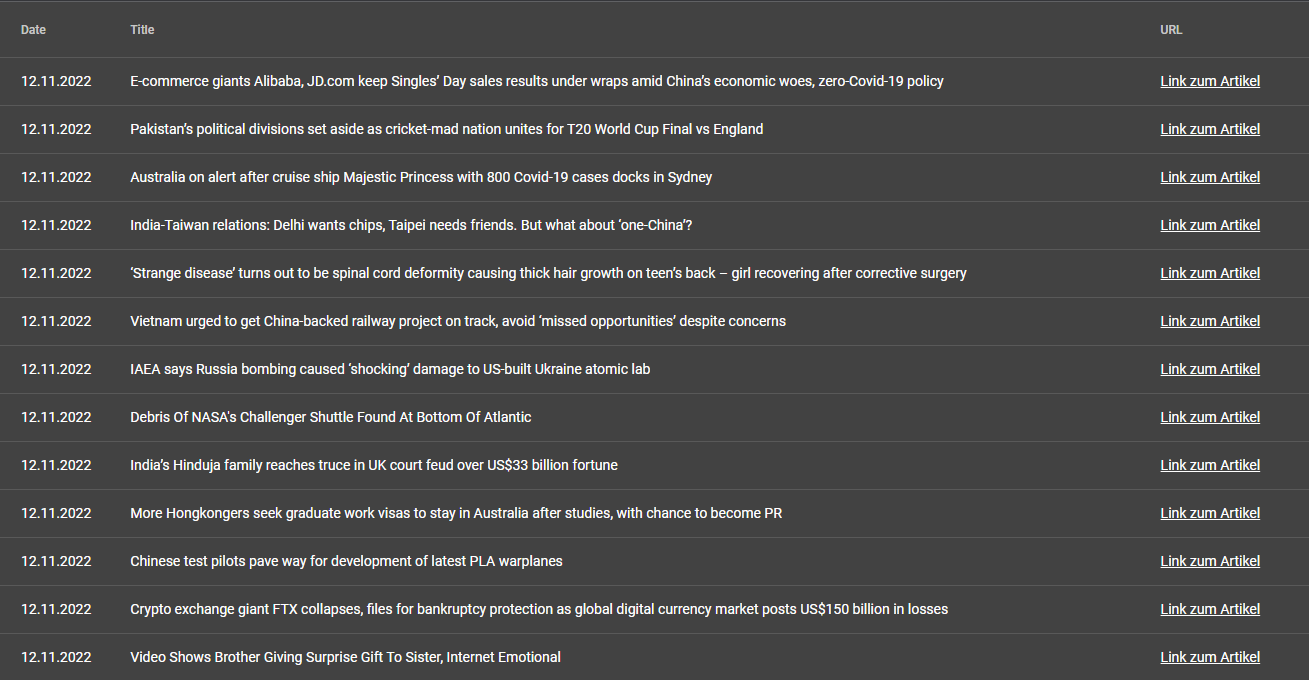 Date Title URL
12.11.2022 E-commerce giants Alibaba, JD.com keep Singles’ Day sales results under wraps amid China’s economic woes, zero-Covid-19 policy Link zum Artikel
12.11.2022 Pakistan’s political divisions set aside as cricket-mad nation unites for T20 World Cup Final vs England Link zum Artikel
12.11.2022 Australia on alert after cruise ship Majestic Princess with 800 Covid-19 cases docks in Sydney Link zum Artikel
12.11.2022 India-Taiwan relations: Delhi wants chips, Taipei needs friends. But what about ‘one-China’? Link zum Artikel
12.11.2022 ‘Strange disease’ turns out to be spinal cord deformity causing thick hair growth on teen’s back – girl recovering after corrective surgery Link zum Artikel
12.11.2022 Vietnam urged to get China-backed railway project on track, avoid ‘missed opportunities’ despite concerns Link zum Artikel
12.11.2022 IAEA says Russia bombing caused ‘shocking’ damage to US-built Ukraine atomic lab Link zum Artikel
12.11.2022 Debris Of NASA's Challenger Shuttle Found At Bottom Of Atlantic Link zum Artikel
12.11.2022 India’s Hinduja family reaches truce in UK court feud over US$33 billion fortune Link zum Artikel
12.11.2022 More Hongkongers seek graduate work visas to stay in Australia after studies, with chance to become PR Link zum Artikel
12.11.2022 Chinese test pilots pave way for development of latest PLA warplanes Link zum Artikel
12.11.2022 Crypto exchange giant FTX collapses, files for bankruptcy protection as global digital currency market posts US$150 billion in losses Link zum Artikel
12.11.2022 Video Shows Brother Giving Surprise Gift To Sister, Internet Emotional Link zum Artikel